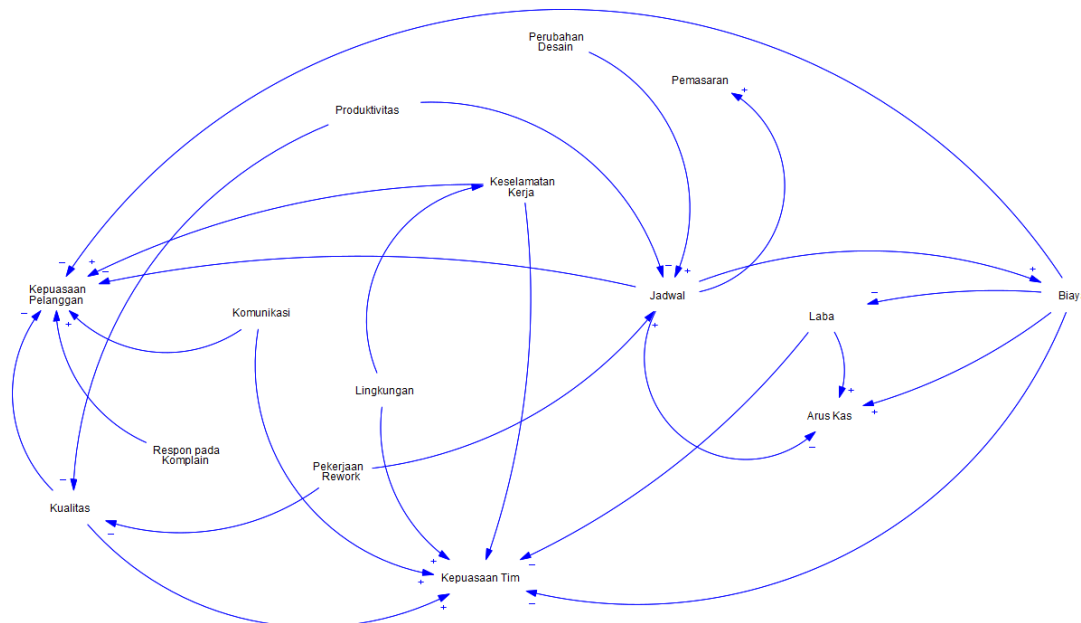 Perubahan
Desain
Pemasaran
+
Produktivitas
Keselamatan
Kerja
−
+
−
−
+
+
Kepuasaan
Pelanggan
Jadwal
Biay
−
−
+
Komunikasi
+
Laba
Lingkungan
+
Arus Kas
+
−
Respon pada
Komplain
Pekerjaan
Rework
−
Kualitas
−
+
−
Kepuasaan Tim
+
+
−